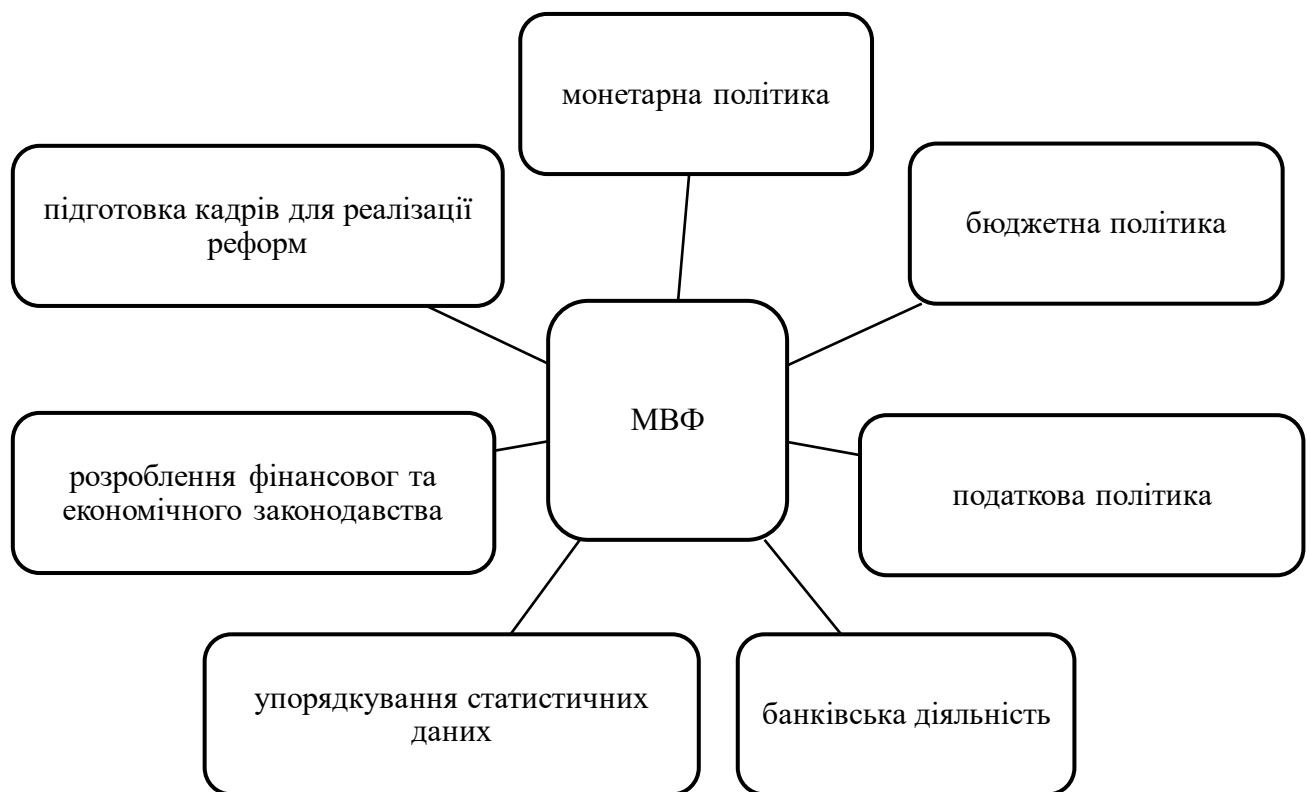 монетарна політика
підготовка кадрів для реалізації
реформ
бюджетна політика
МВФ
розроблення фінансовог та
економічного законодавства
податкова політика
упорядкування статистичних
даних
банківська діяльність